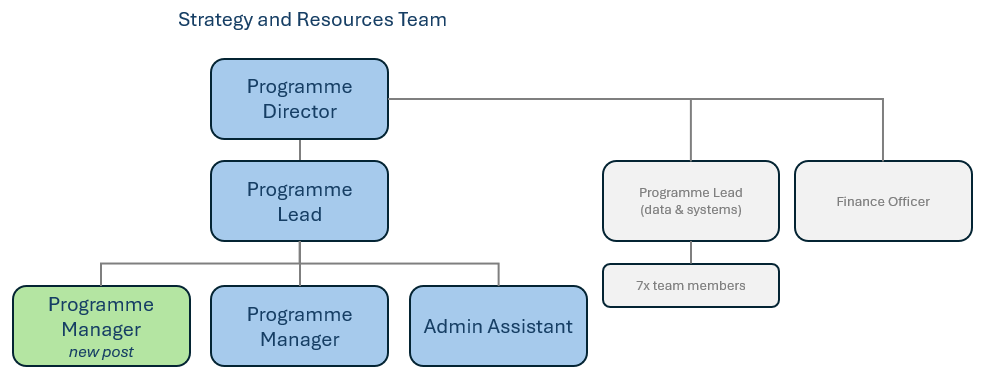 Strategy and Resources Team
Programme
Director
Programme
Lead
Programme Lead
(data & systems)
Finance Officer
7x team members
Programme
Manager
new post
Programme
Manager
Admin Assistant